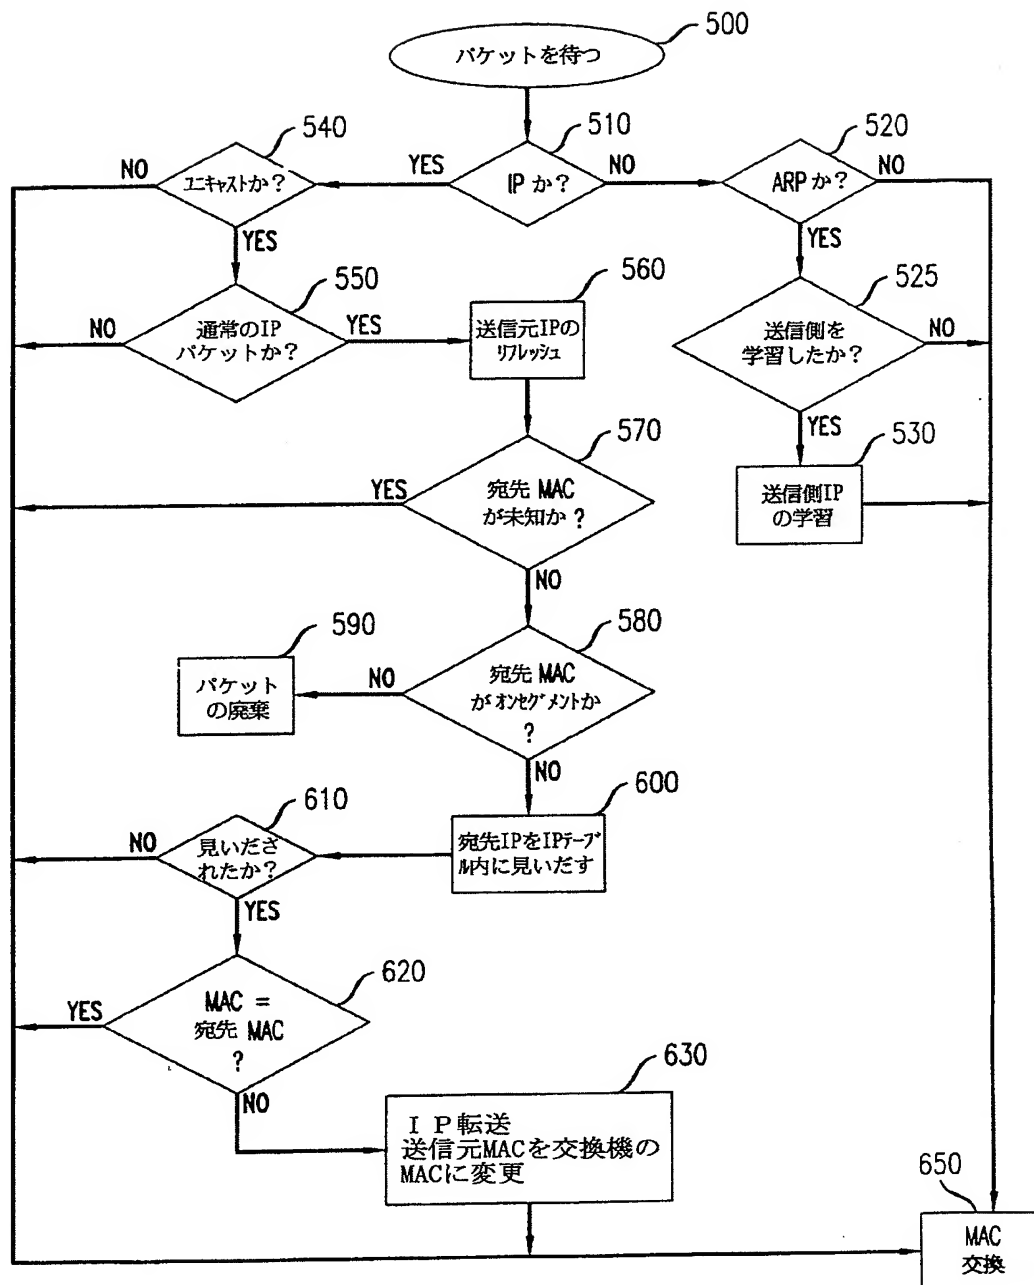 500
パケットを待つ
540
510
520
NO
ユニキャストか?
YES
IP か?
NO
ARP か?
NO
YES
YES
550
560
525
NO
通常のIP
パケットか?
YES
送信元IPの
リフレッシュ
送信側を
学習したか?
NO
570
YES
530
YES
宛先 MAC
が未知か ?
送信側IP
の学習
NO
590
580
パケット
の廃棄
NO
宛先 MAC
がオンセグメントか
?
NO
610
600
NO
見いださ
れたか?
宛先IPをIPテーブ
ル内に見いだす
YES
620
YES
MAC =
宛先 MAC
?
630
NO
IP転送
送信元MACを交換機の
MACに変更
650
MAC
交換